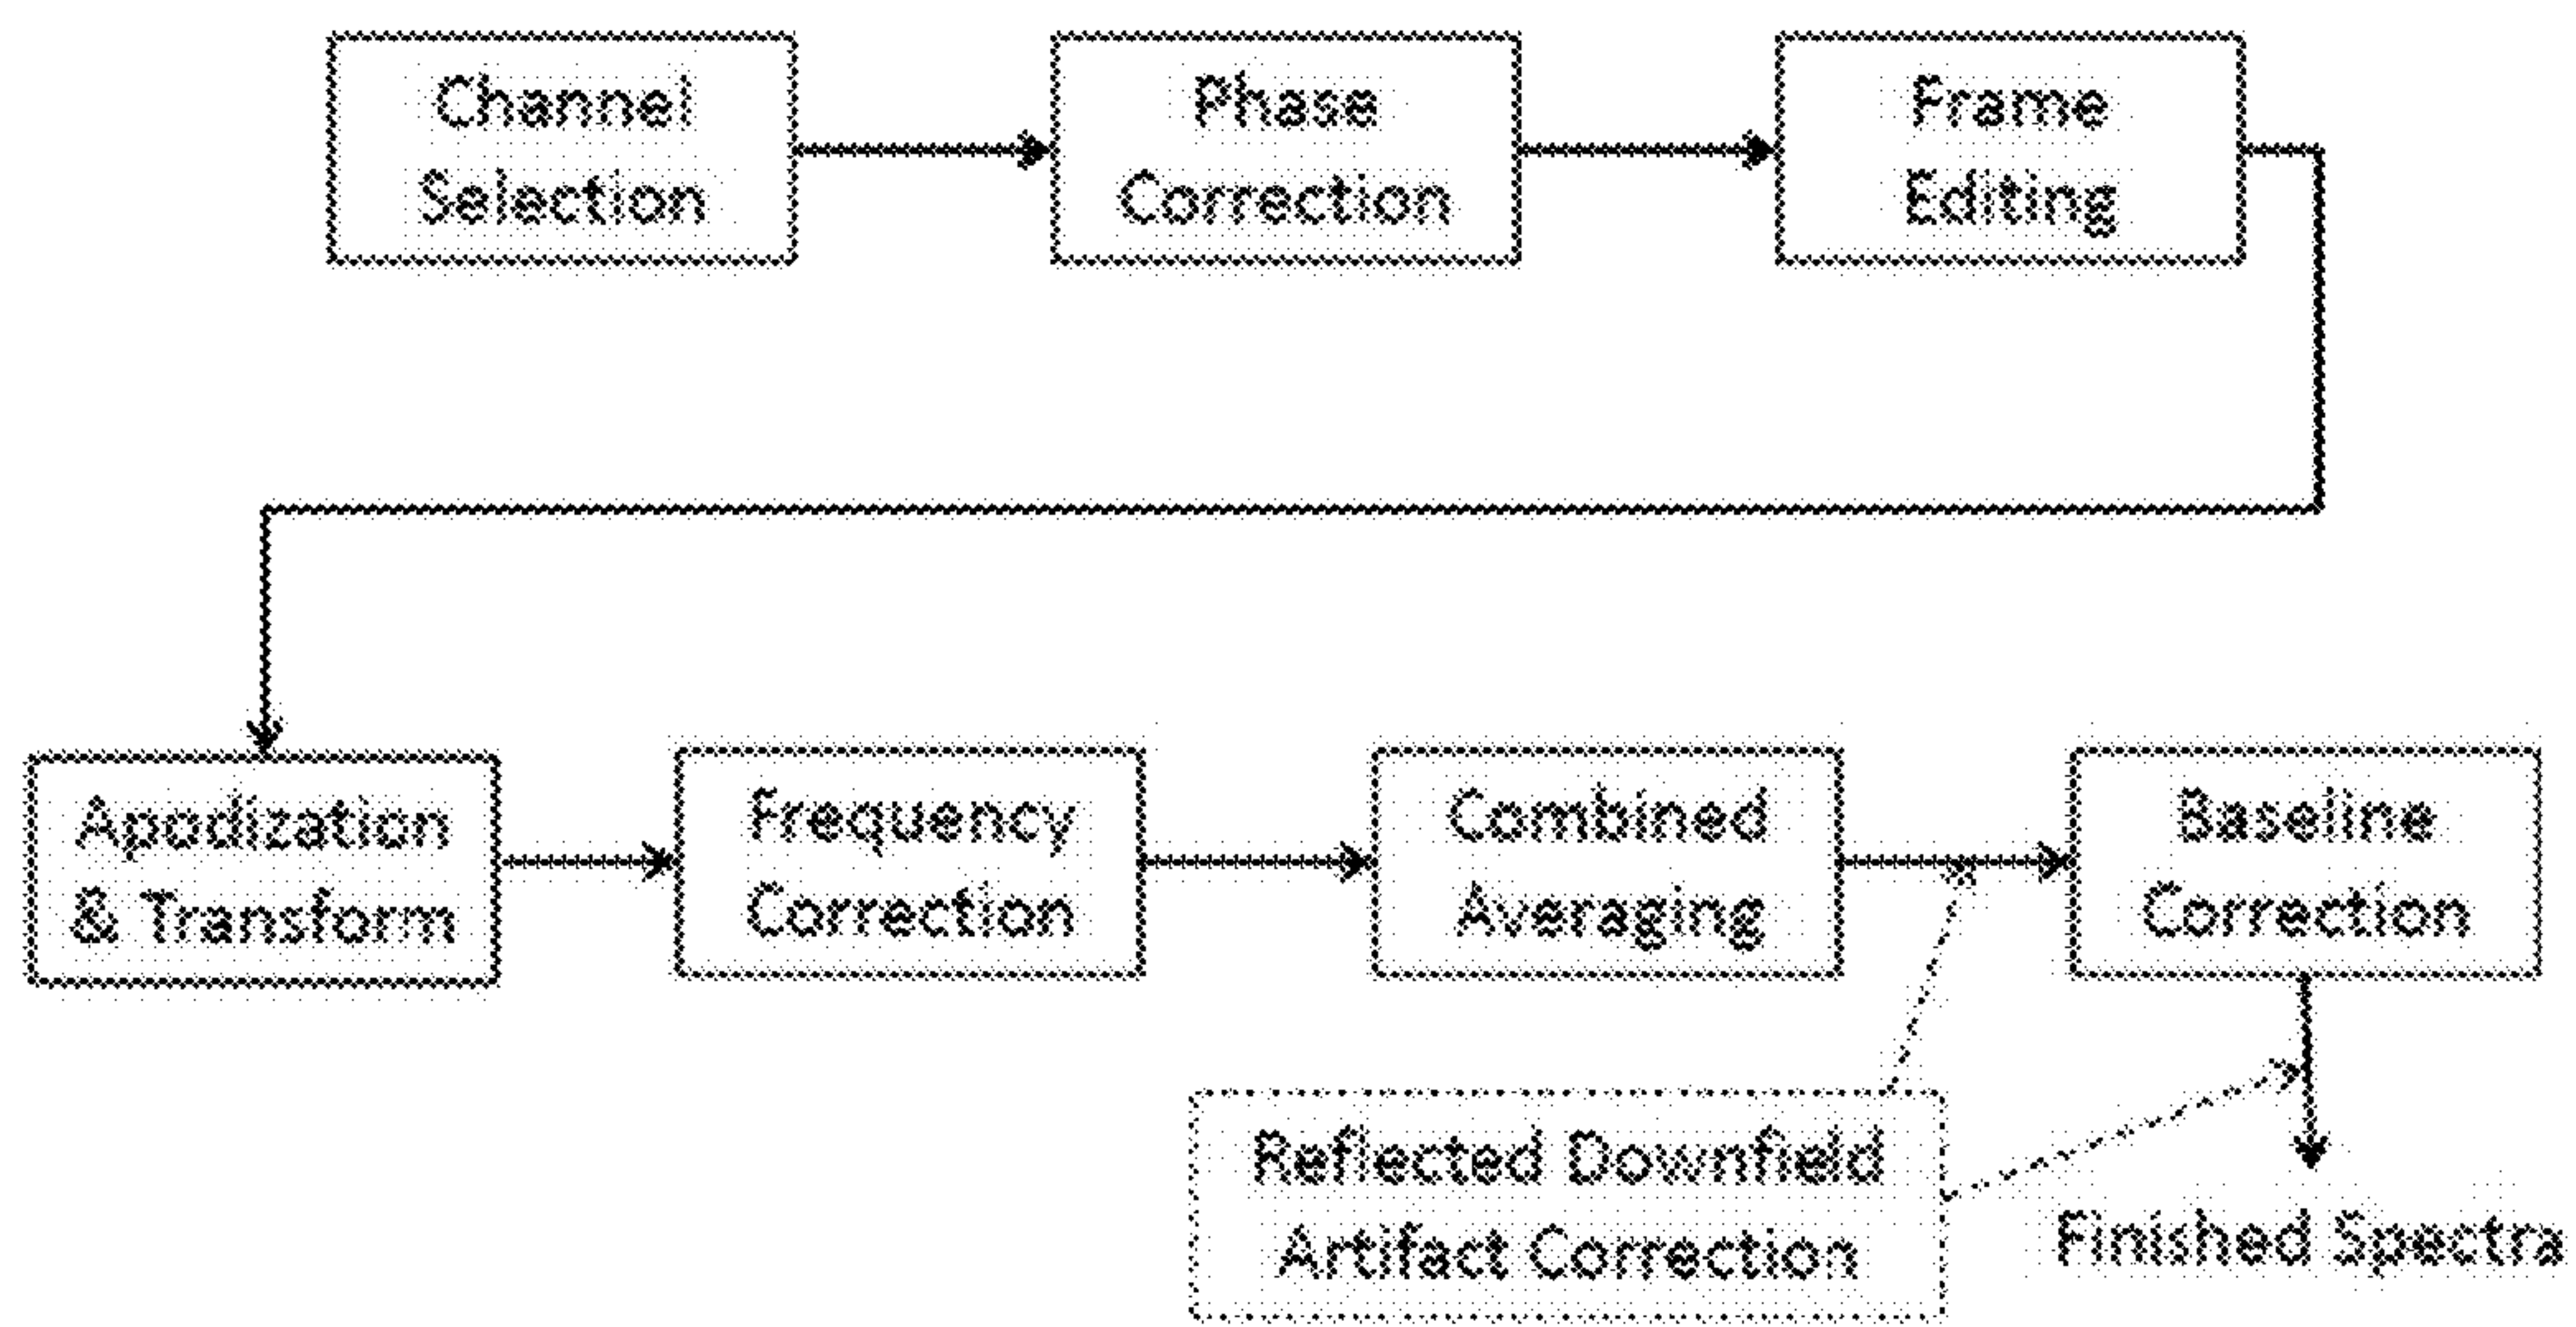 Channel
Selection
Phase
Correction
Frame
Editing
Apodization
& Transform
Frequency
Correction
Combined
Averaging
Baseline
Correction
Reflected Downfield
Artifact Correction
Finished Spectra